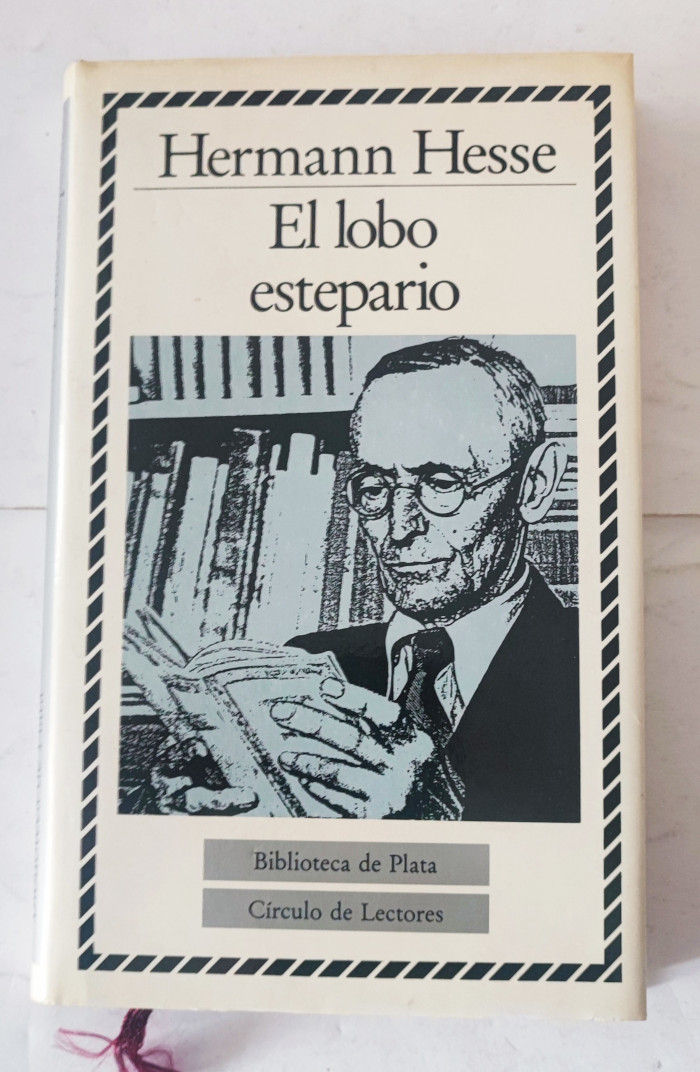 Hermann Hesse
El lobo
estepario
Biblioteca de Plata
Círculo de Lectores